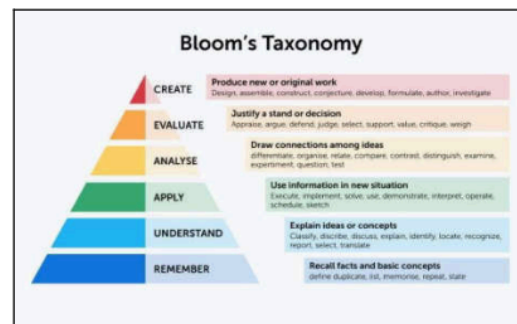 Bloom's Taxonomy
CREATE
Produce new or original work
Design, assemble, construct, conjecture, develop, formulate, author, investigate
EVALUATE
Justify a stand or decision
Appraise, argue, defend, judge, select, support, value, critique, weigh
ANALYSE
Draw connections among ideas
differentiate, organise, relate, compare, contrast, distinguish, examine,
expertiment, question, test
APPLY
Use information in new situation
Execute, implement, solve, use, demonstrate, interpret, operate,
schedule, sketch
UNDERSTAND
Explain ideas or concepts
Classify, discribe, discuss, explain, identify, locate, recognize,
report, select, translate
REMEMBER
Recall facts and basic concepts
define duplicate, list, memorise, repeat, state